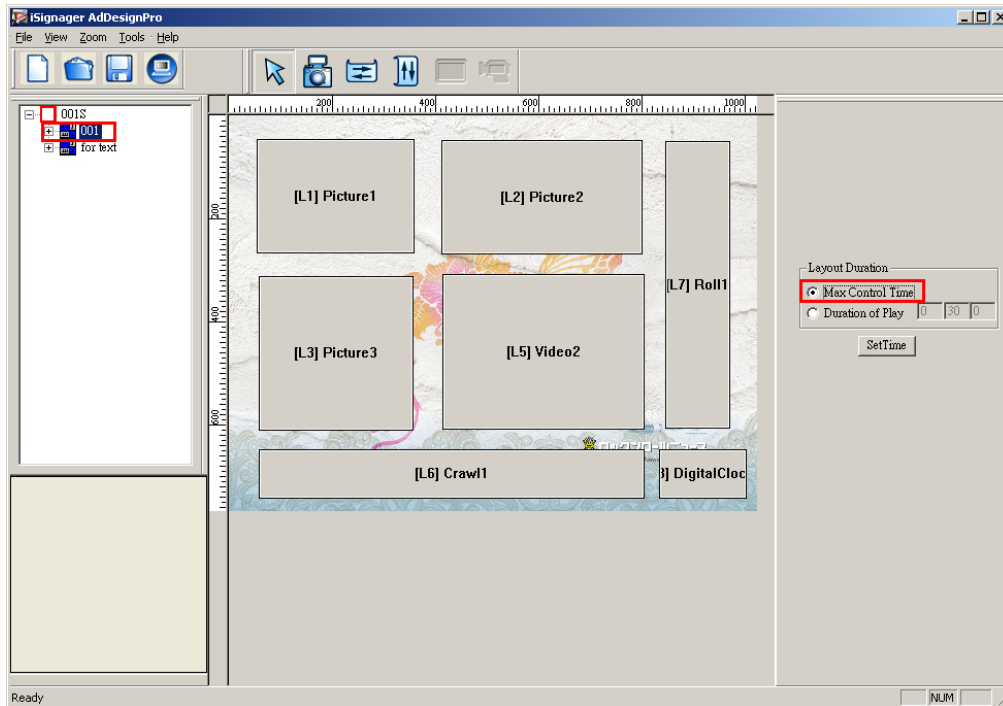 iSignager AdDesignPro
File View Zoom Tools Help
001S
001
for text
200 400 600 800 1000
200
400
600
[L1] Picture1
[L2] Picture2
[L7] Roll1
[L3] Picture3
[L5] Video2
[L6] Crawl1
] DigitalCloc
Layout Duration
Max Control Time
Duration of Play 0 30 0
SetTime
Ready
NUM